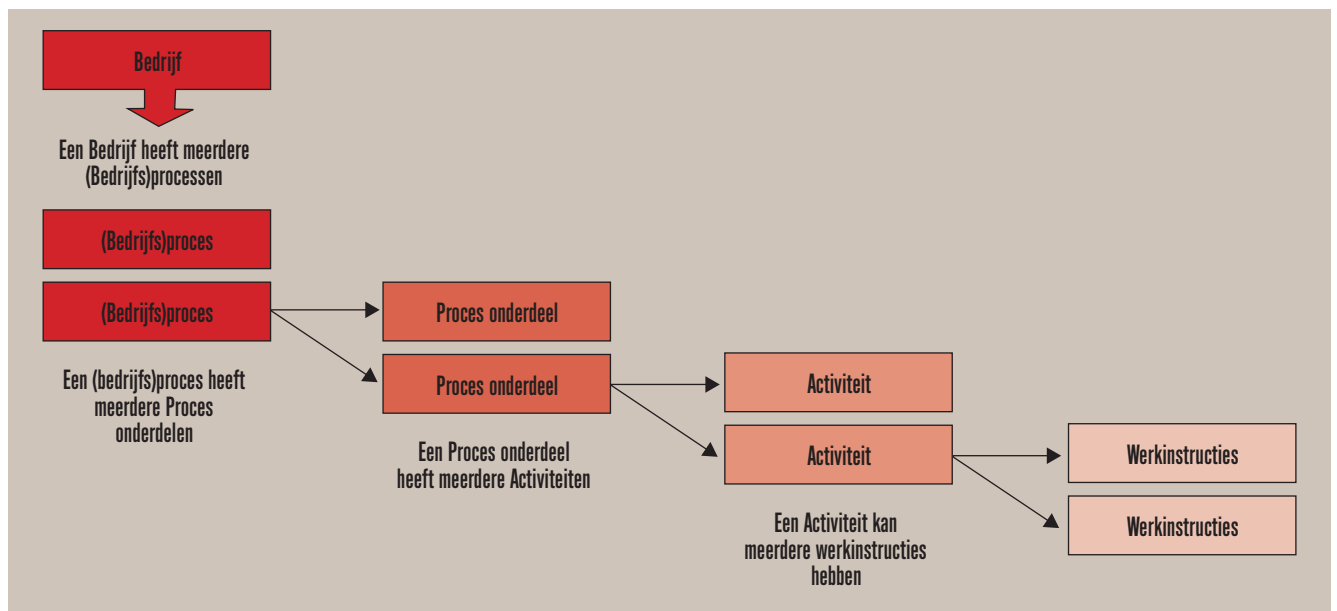 Bedrijf
Een Bedrijf heeft meerdere
(Bedrijfs)processen
(Bedrijfs)proces
(Bedrijfs)proces
Een (bedrijfs)proces heeft
meerdere Proces
onderdelen
Proces onderdeel
Proces onderdeel
Een Proces onderdeel
heeft meerdere Activiteiten
Activiteit
Activiteit
Een Activiteit kan
meerdere werkinstructies
hebben
Werkinstructies
Werkinstructies